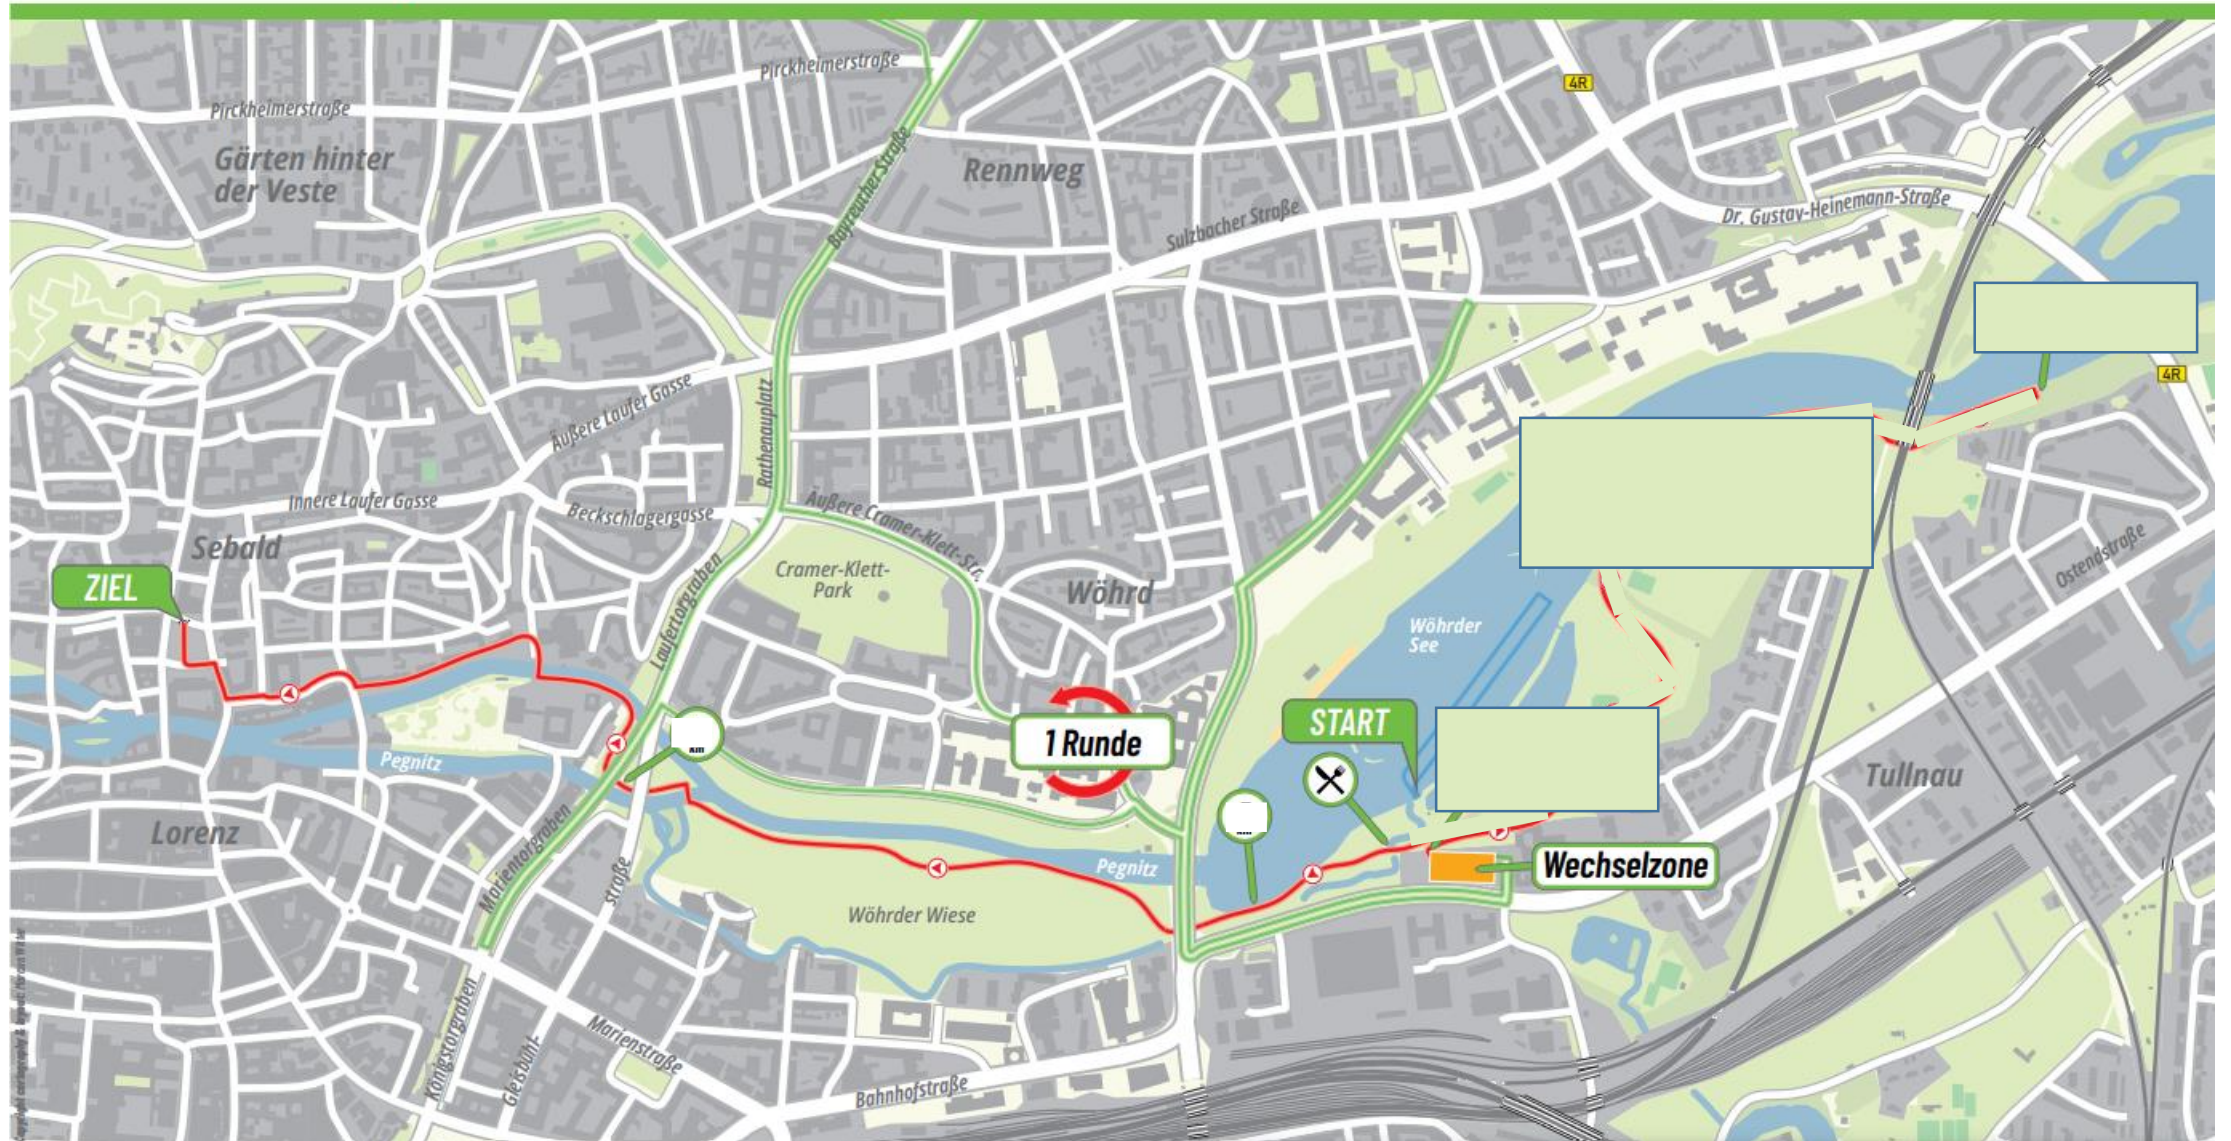 Pirckheimerstraße
4R
Pirckheimerstraße
Gärten hinter
der Veste
Bayreuther Straße
Rennweg
Sulzbacher Straße
Dr. Gustav-Heinemann-Straße
4R
Äußere Laufer Gasse
Rathenauplatz
Innere Laufer Gasse
Beckschlagergasse
Äußere Cramer-Klett-Str.
Sebald
Ostendstraße
ZIEL
Cramer-Klett-
Park
Wöhrd
Laufertorgraben
Wöhrder
See
START
1 Runde
km
Pegnitz
Tullnau
Lorenz
Marientorgraben
straße
Pegnitz
Wechselzone
Wöhrder Wiese
Königstorgraben
Gleisbühl-
Marienstraße
Bahnhofstraße